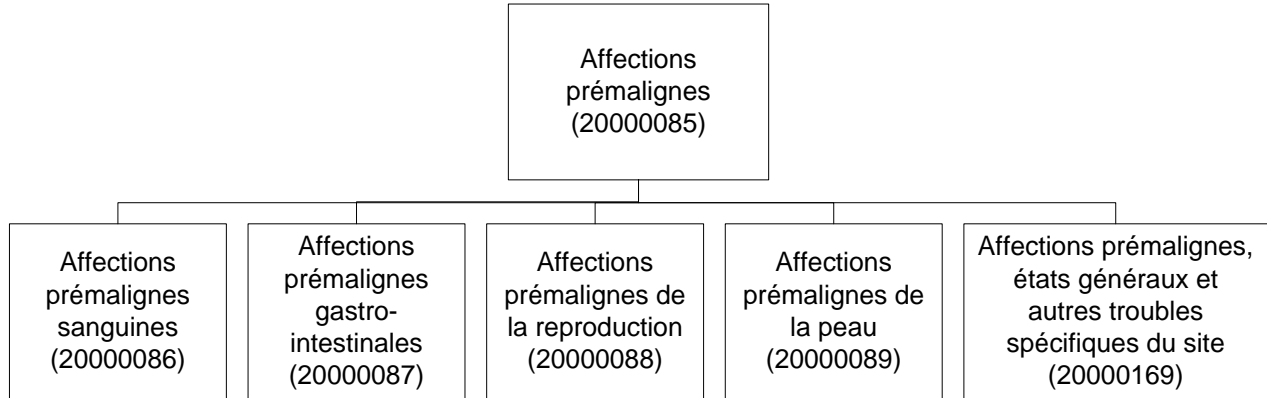 Affections
prémalignes
(20000085)
Affections
prémalignes
sanguines
(20000086)
Affections
prémalignes
gastro-
intestinales
(20000087)
Affections
prémalignes de
la reproduction
(20000088)
Affections
prémalignes de
la peau
(20000089)
Affections prémalignes,
états généraux et
autres troubles
spécifiques du site
(20000169)